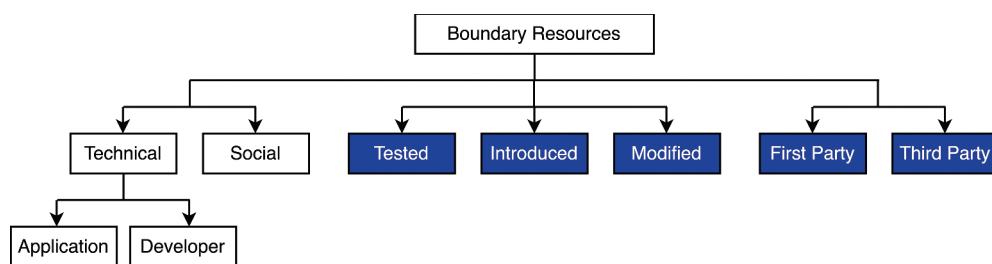 Boundary Resources
Technical
Social
Tested
Introduced
Modified
First Party
Third Party
Application
Developer